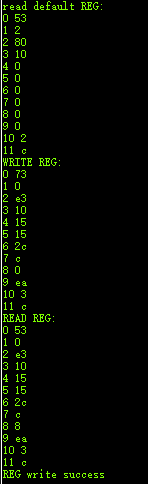 read default REG:
0 53
1 2
2 80
3 10
4 0
5 0
6 0
7 0
8 0
9 0
10 2
11 c
WRITE REG:
0 73
1 0
2 e3
3 10
4 15
5 15
6 2c
7 c
8 0
9 ea
10 3
11 c
READ REG:
0 53
1 0
2 e3
3 10
4 15
5 15
6 2c
7 c
8 8
9 ea
10 3
11 c
REG write success